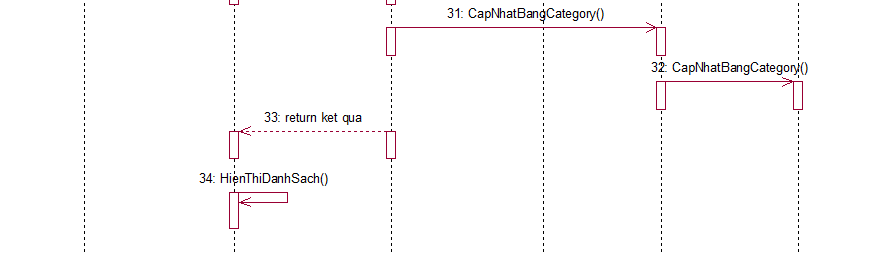 31: CapNhatBangCategory()
32: CapNhatBangCategory()
33: return ket qua
34: HienThiDanhSach()